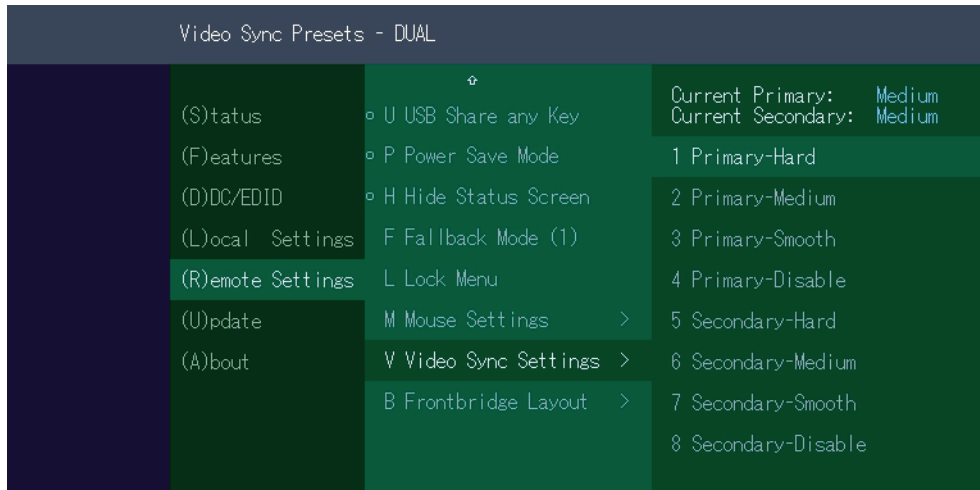 Video Sync Presets - DUAL
(S)tatus
(F)eatures
(D)DC/EDID
(L)ocal Settings
(R)emote Settings
(U)pdate
(A)bout
U USB Share any Key
P Power Save Mode
H Hide Status Screen
F Fallback Mode (1)
L Lock Menu
M Mouse Settings >
V Video Sync Settings >
B Frontbridge Layout >
Current Primary: Medium
Current Secondary: Medium
1 Primary-Hard
2 Primary-Medium
3 Primary-Smooth
4 Primary-Disable
5 Secondary-Hard
6 Secondary-Medium
7 Secondary-Smooth
8 Secondary-Disable